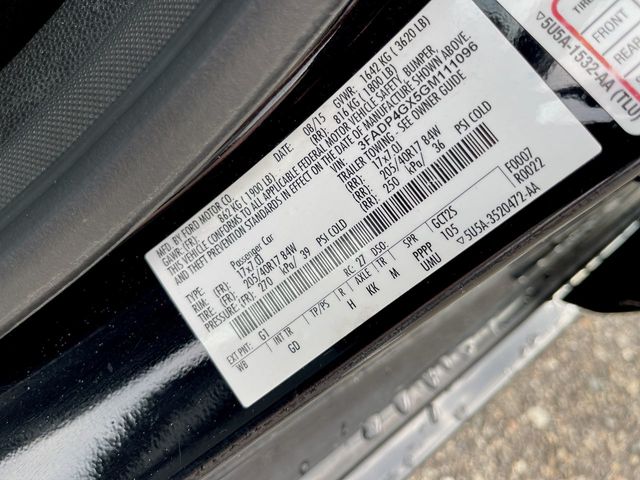 MFD. BY FORD MOTOR CO.
DATE: 08/15 GVWR: 1642 KG ( 3620 LB)
GAWR: (FR): 862 KG ( 1900 LB) (RR): 816 KG ( 1800 LB)
THIS VEHICLE CONFORMS TO ALL APPLICABLE FEDERAL MOTOR VEHICLE SAFETY, BUMPER,
AND THEFT PREVENTION STANDARDS IN EFFECT ON THE DATE OF MANUFACTURE SHOWN ABOVE.
VIN: 3FADP4GX5GM111096
TYPE: Passenger Car TRAILER TOWING - SEE OWNER GUIDE
RIM: (FR): 17x7.0J (RR): 17x7.0J
TIRE: (FR): 205/40R17 84W (RR): 205/40R17 84W
PRESSURE: (FR): 270 kPa/ 39 PSI COLD (RR): 250 kPa/ 36 PSI COLD
EXT PNT: G1 RC: 27 DSO: GCT2S F0007
WB INT TR TP/PS R AXLE TR SPR R0022
GD H KK M PPPP 105
UMU ▽5U5A-3520472-AA
TIRE
FRONT
REAR
▽5U5A-1532-AA (TLU)